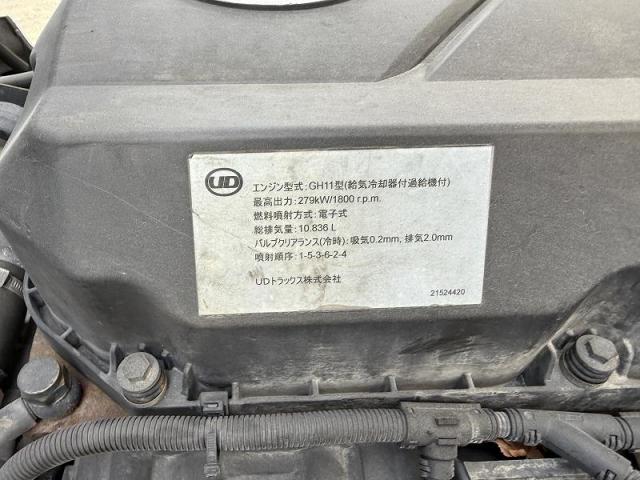 UD
エンジン型式:GH11型(給気冷却器付過給機付)
最高出力:279kW/1800 r.p.m.
燃料噴射方式:電子式
総排気量:10.836 L
バルブクリアランス(冷時):吸気0.2mm, 排気2.0mm
噴射順序:1-5-3-6-2-4
UDトラックス株式会社
21524420